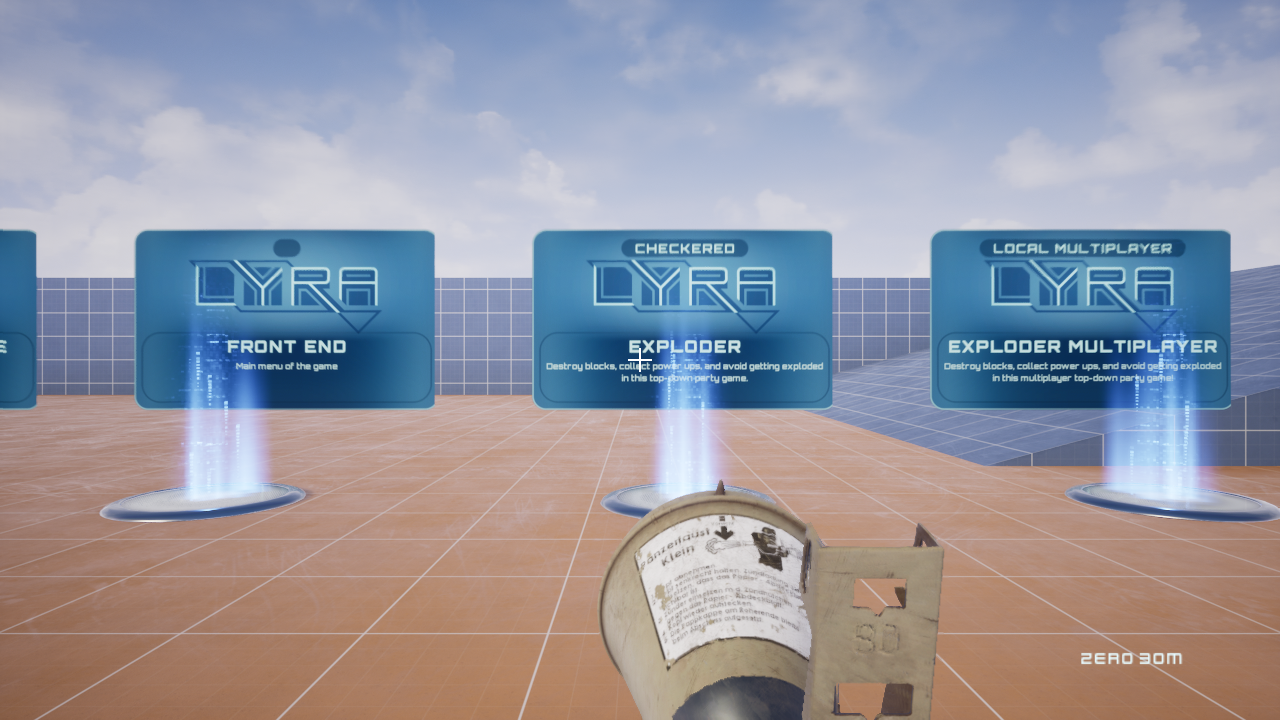 LYRA
FRONT END
Main menu of the game
CHECKERED
LYRA
EXPLODER
Destroy blocks, collect power ups, and avoid getting exploded
in this top-down party game.
LOCAL MULTIPLAYER
LYRA
EXPLODER MULTIPLAYER
Destroy blocks, collect power ups, and avoid getting exploded
in this multiplayer top-down party game!
Klein
30
ZERO 30M